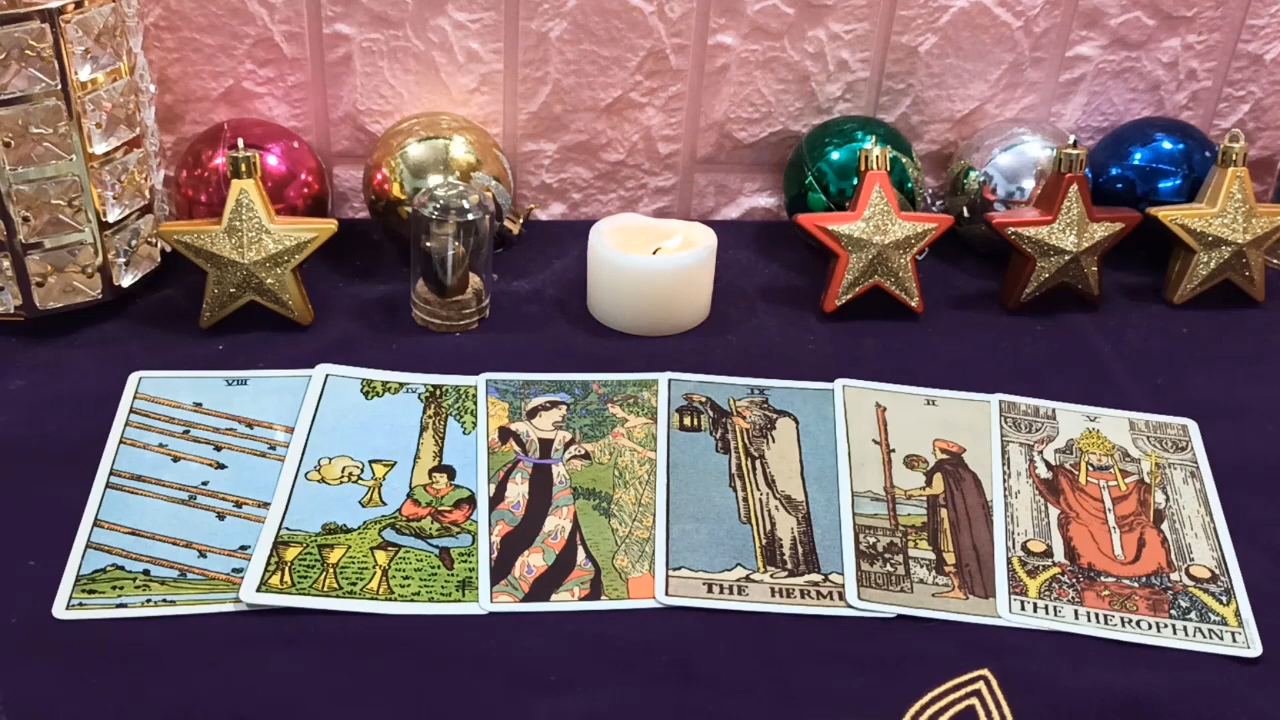 VIII
IV
IX
THE HERMI
II
V
THE HIEROPHANT.